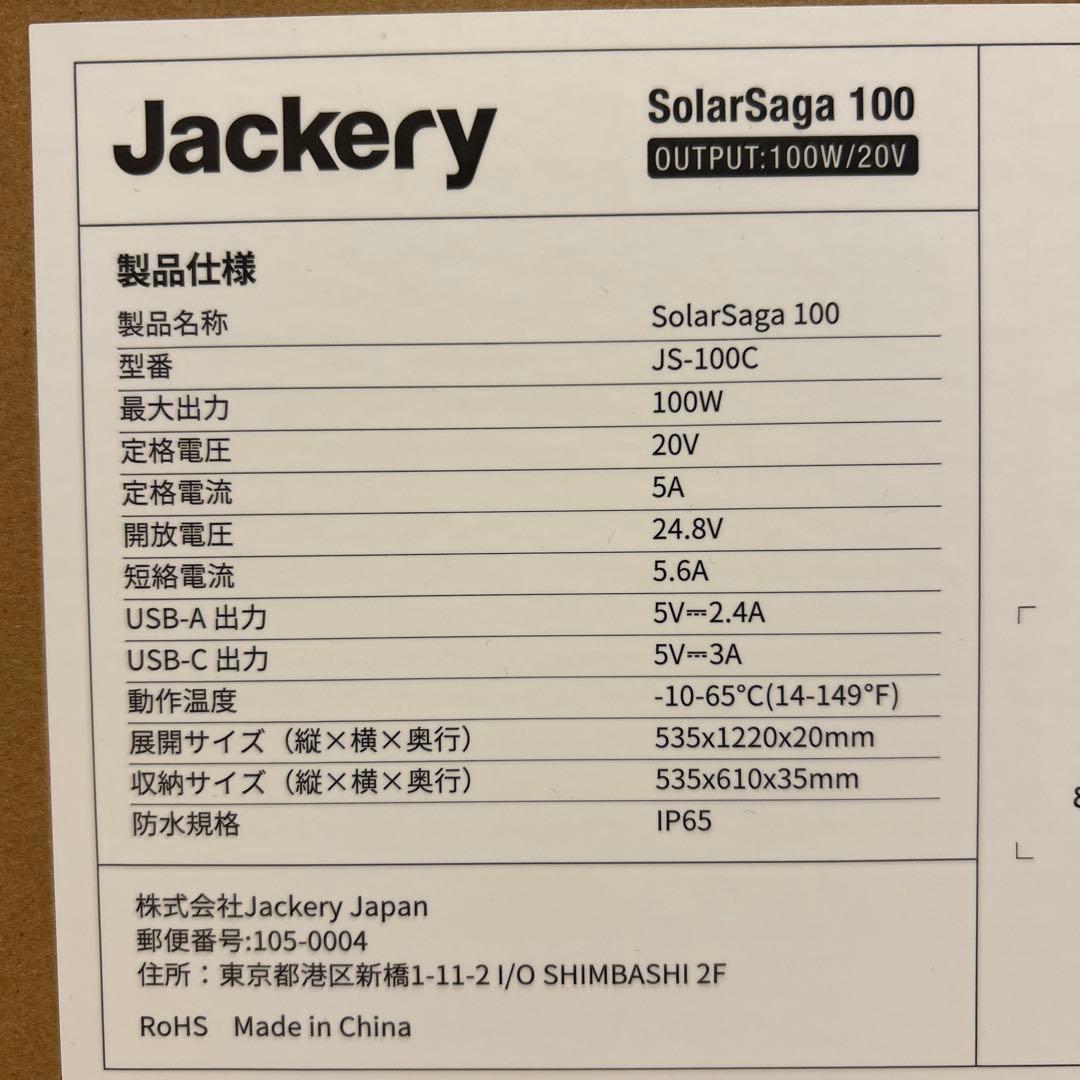 Jackery
SolarSaga 100
OUTPUT:100W/20V
製品仕様
製品名称 SolarSaga 100
型番 JS-100C
最大出力 100W
定格電圧 20V
定格電流 5A
開放電圧 24.8V
短絡電流 5.6A
USB-A 出力 5V⎓2.4A
USB-C 出力 5V⎓3A
動作温度 -10-65°C(14-149°F)
展開サイズ（縦×横×奥行） 535x1220x20mm
収納サイズ（縦×横×奥行） 535x610x35mm
防水規格 IP65
株式会社Jackery Japan
郵便番号:105-0004
住所：東京都港区新橋1-11-2 I/O SHIMBASHI 2F
RoHS Made in China